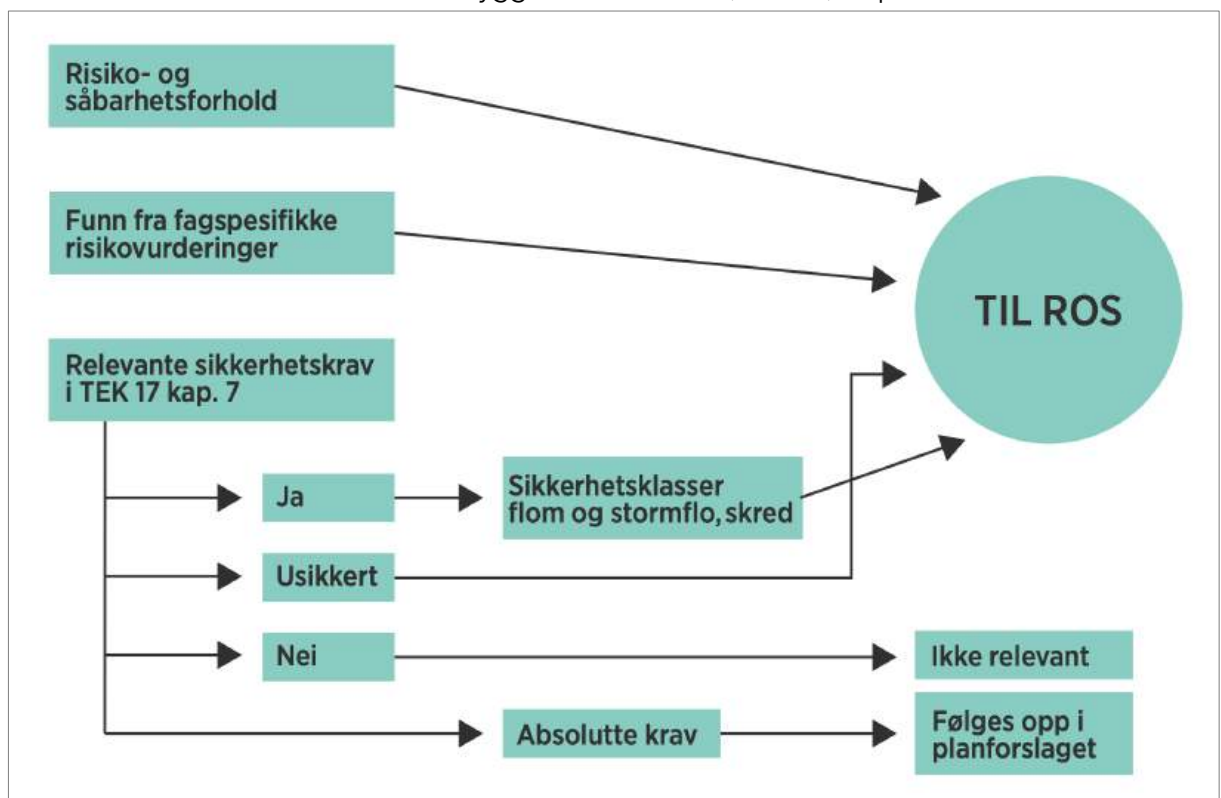 Risiko- og
såbarhetsforhold
Funn fra fagspesifikke
risikovurderinger
TIL ROS
Relevante sikkerhetskrav
i TEK 17 kap. 7
Ja
Sikkerhetsklasser
flom og stormflo, skred
Usikkert
Nei
Ikke relevant
Absolutte krav
Følges opp i
planforslaget